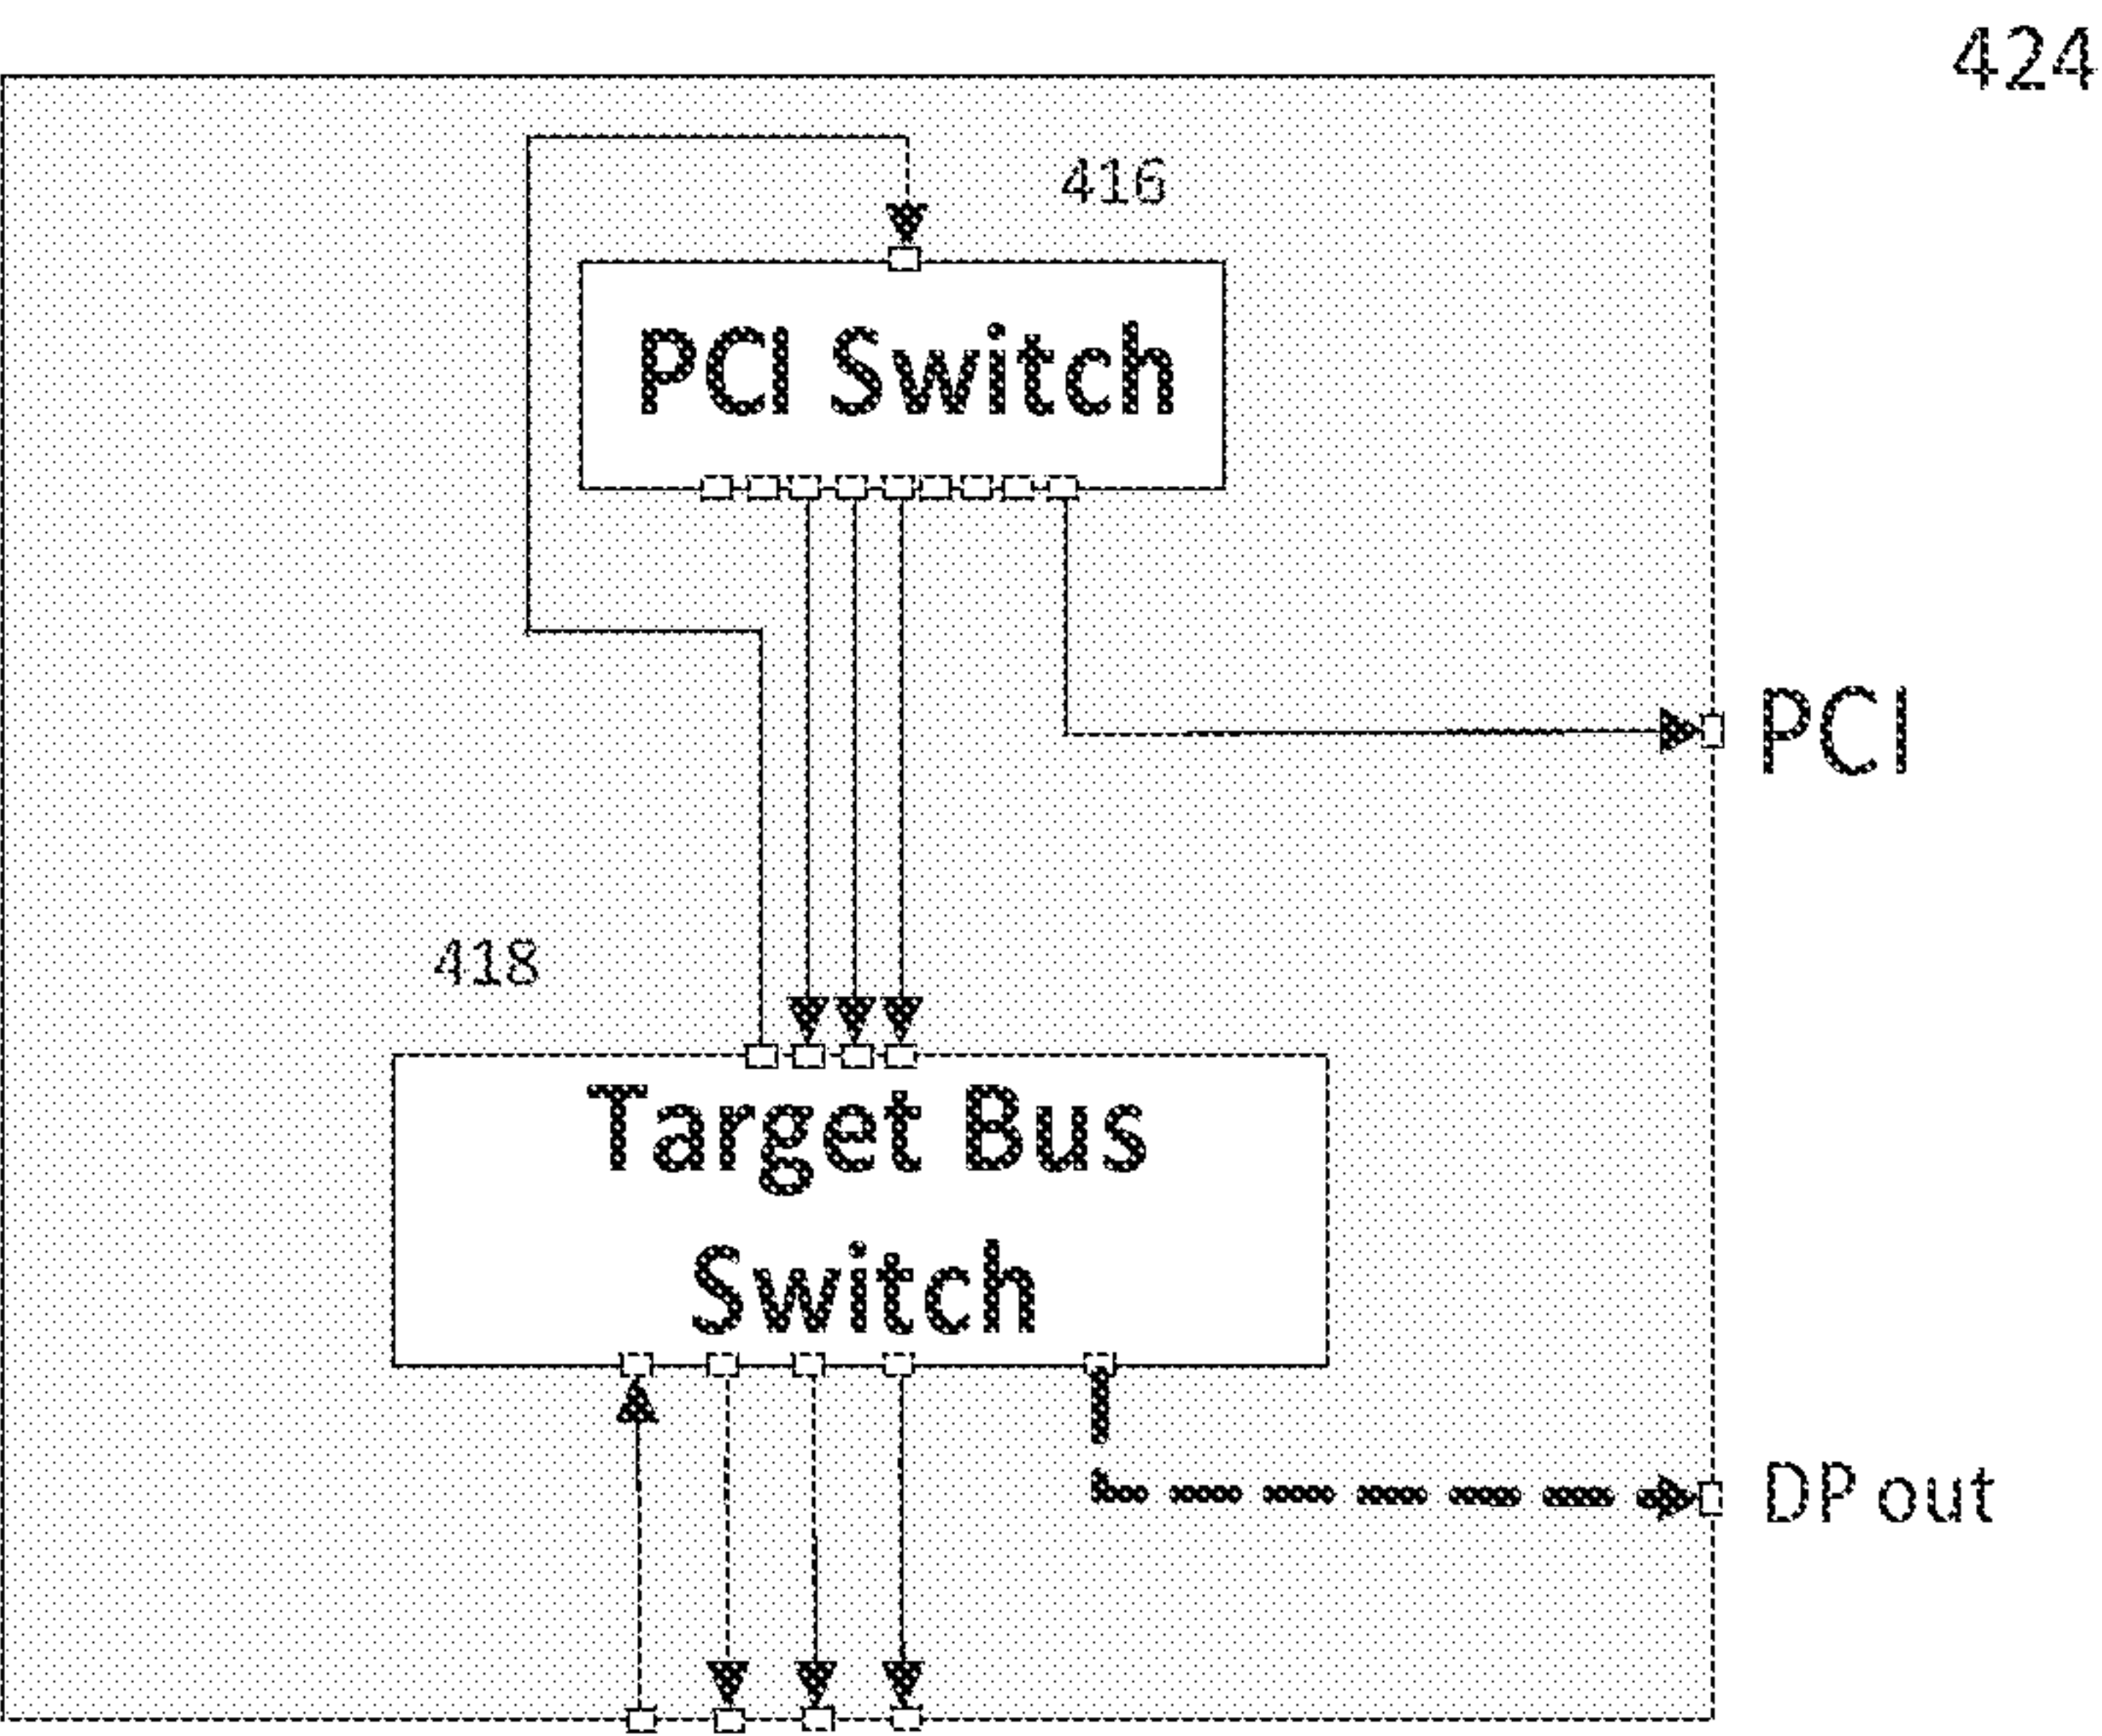 424
416
PCI Switch
PCI
418
Target Bus
Switch
DP out